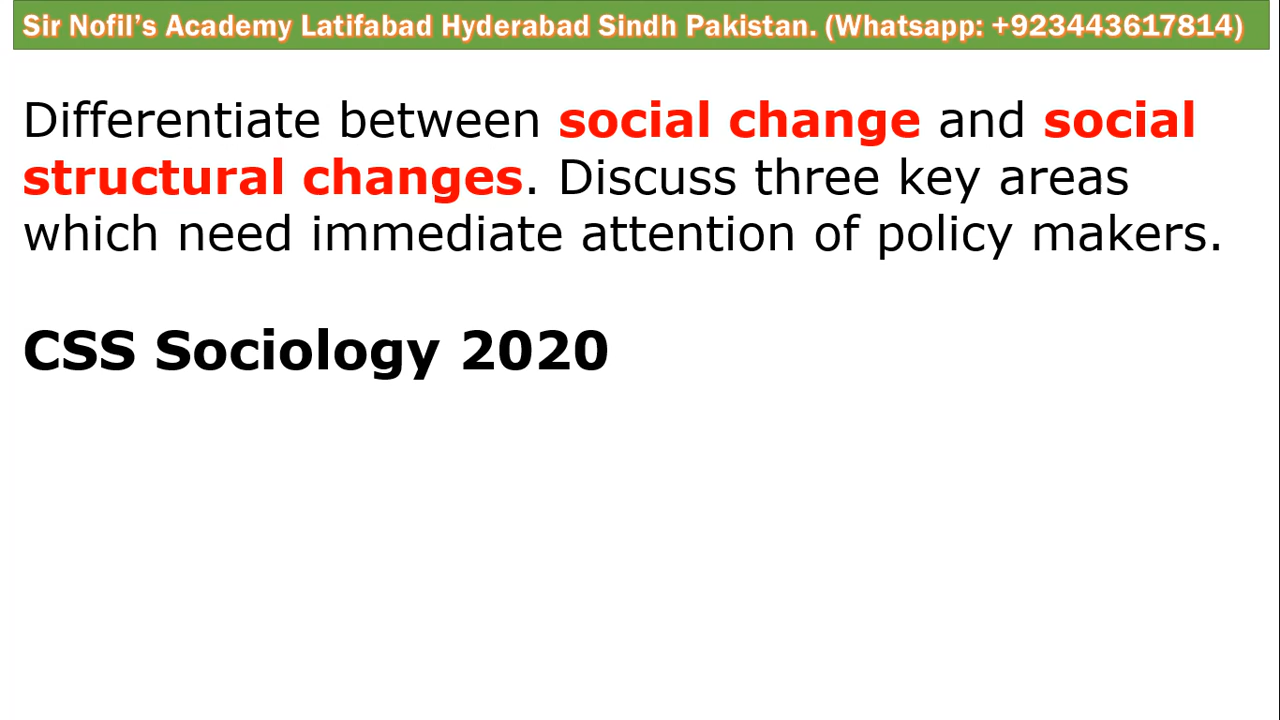 Sir Nofil's Academy Latifabad Hyderabad Sindh Pakistan. (Whatsapp: +923443617814)
Differentiate between social change and social
structural changes. Discuss three key areas
which need immediate attention of policy makers.
CSS Sociology 2020